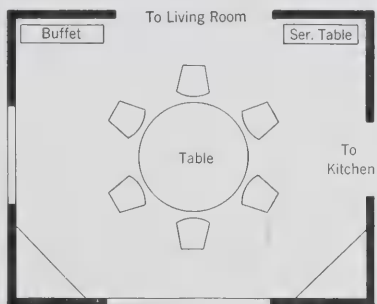 To Living Room
Buffet
Ser. Table
Table
To
Kitchen